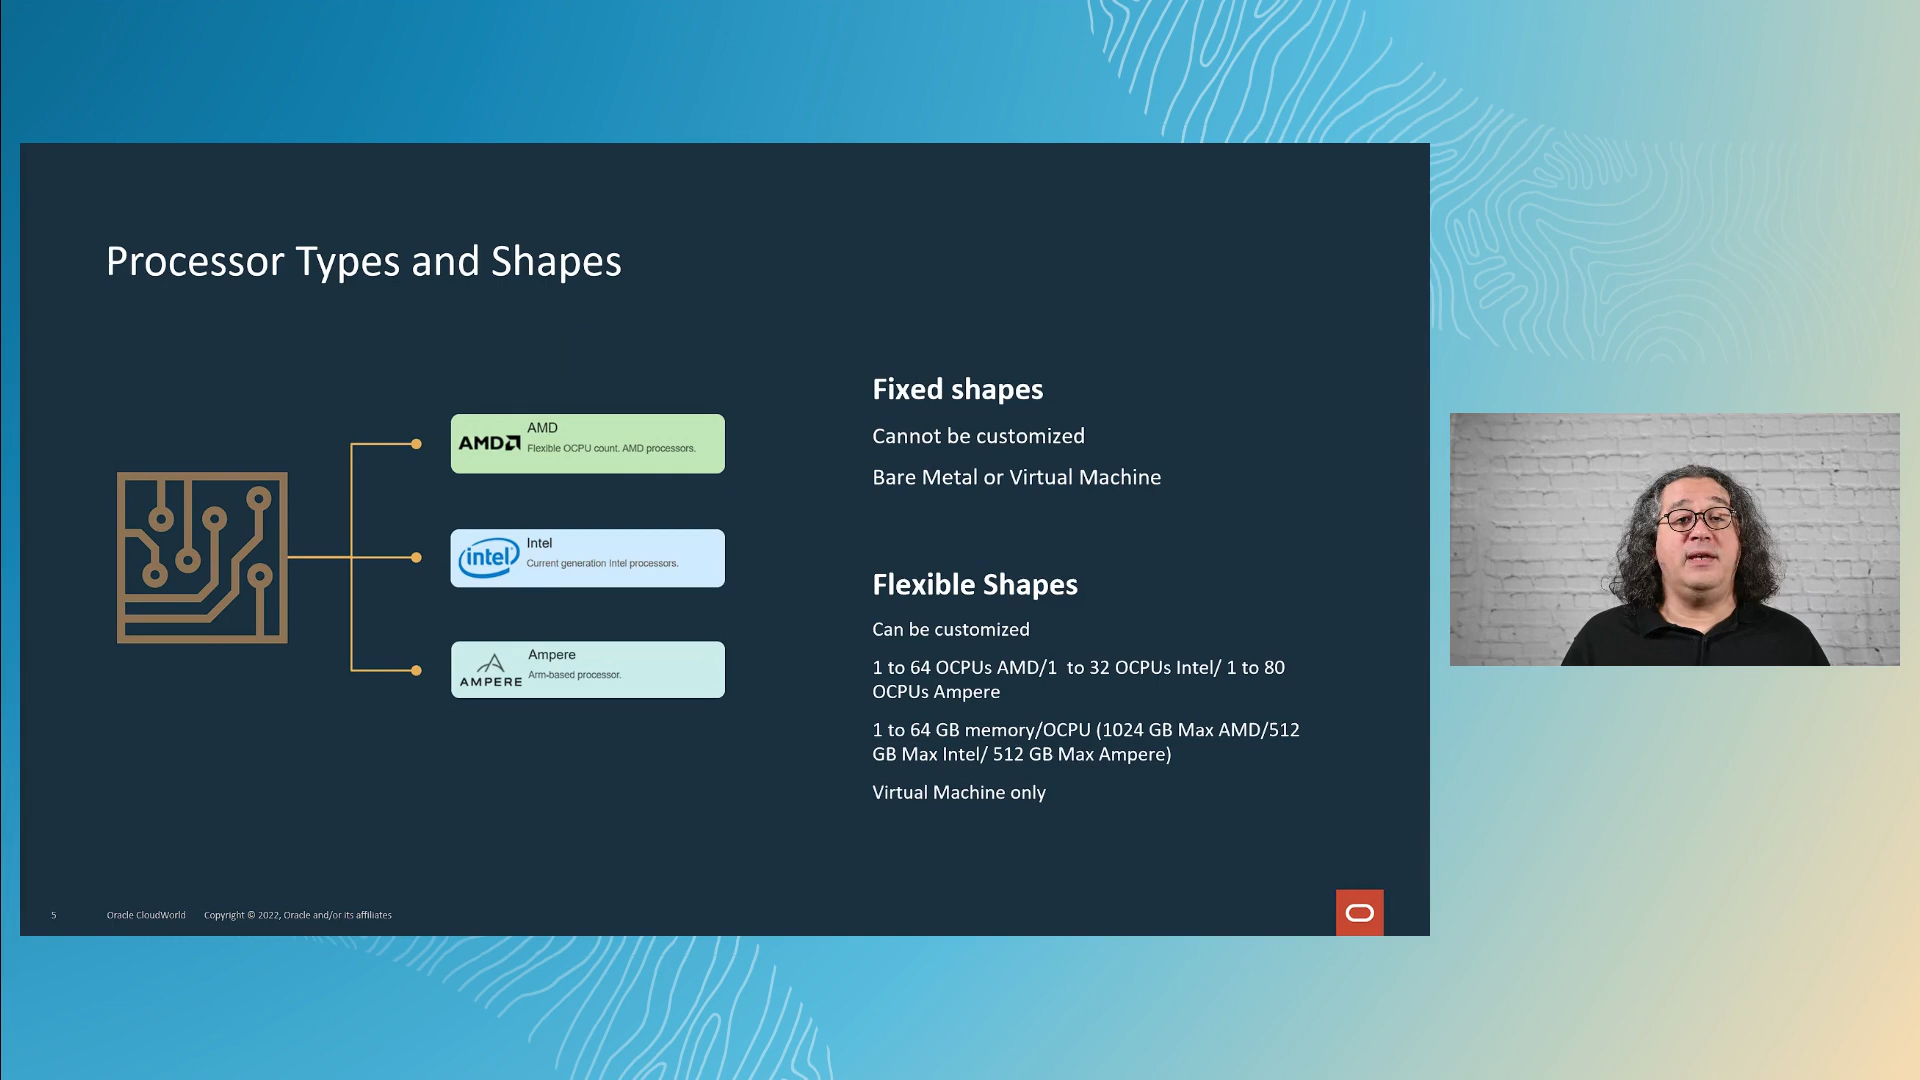 Processor Types and Shapes
AMD
AMD
Flexible OCPU count. AMD processors.
intel
Intel
Current generation Intel processors.
AMPERE
Ampere
Arm-based processor.
Fixed shapes
Cannot be customized
Bare Metal or Virtual Machine
Flexible Shapes
Can be customized
1 to 64 OCPUs AMD/1  to 32 OCPUs Intel/ 1 to 80
OCPUs Ampere
1 to 64 GB memory/OCPU (1024 GB Max AMD/512
GB Max Intel/ 512 GB Max Ampere)
Virtual Machine only
5
Oracle CloudWorld
Copyright © 2022, Oracle and/or its affiliates